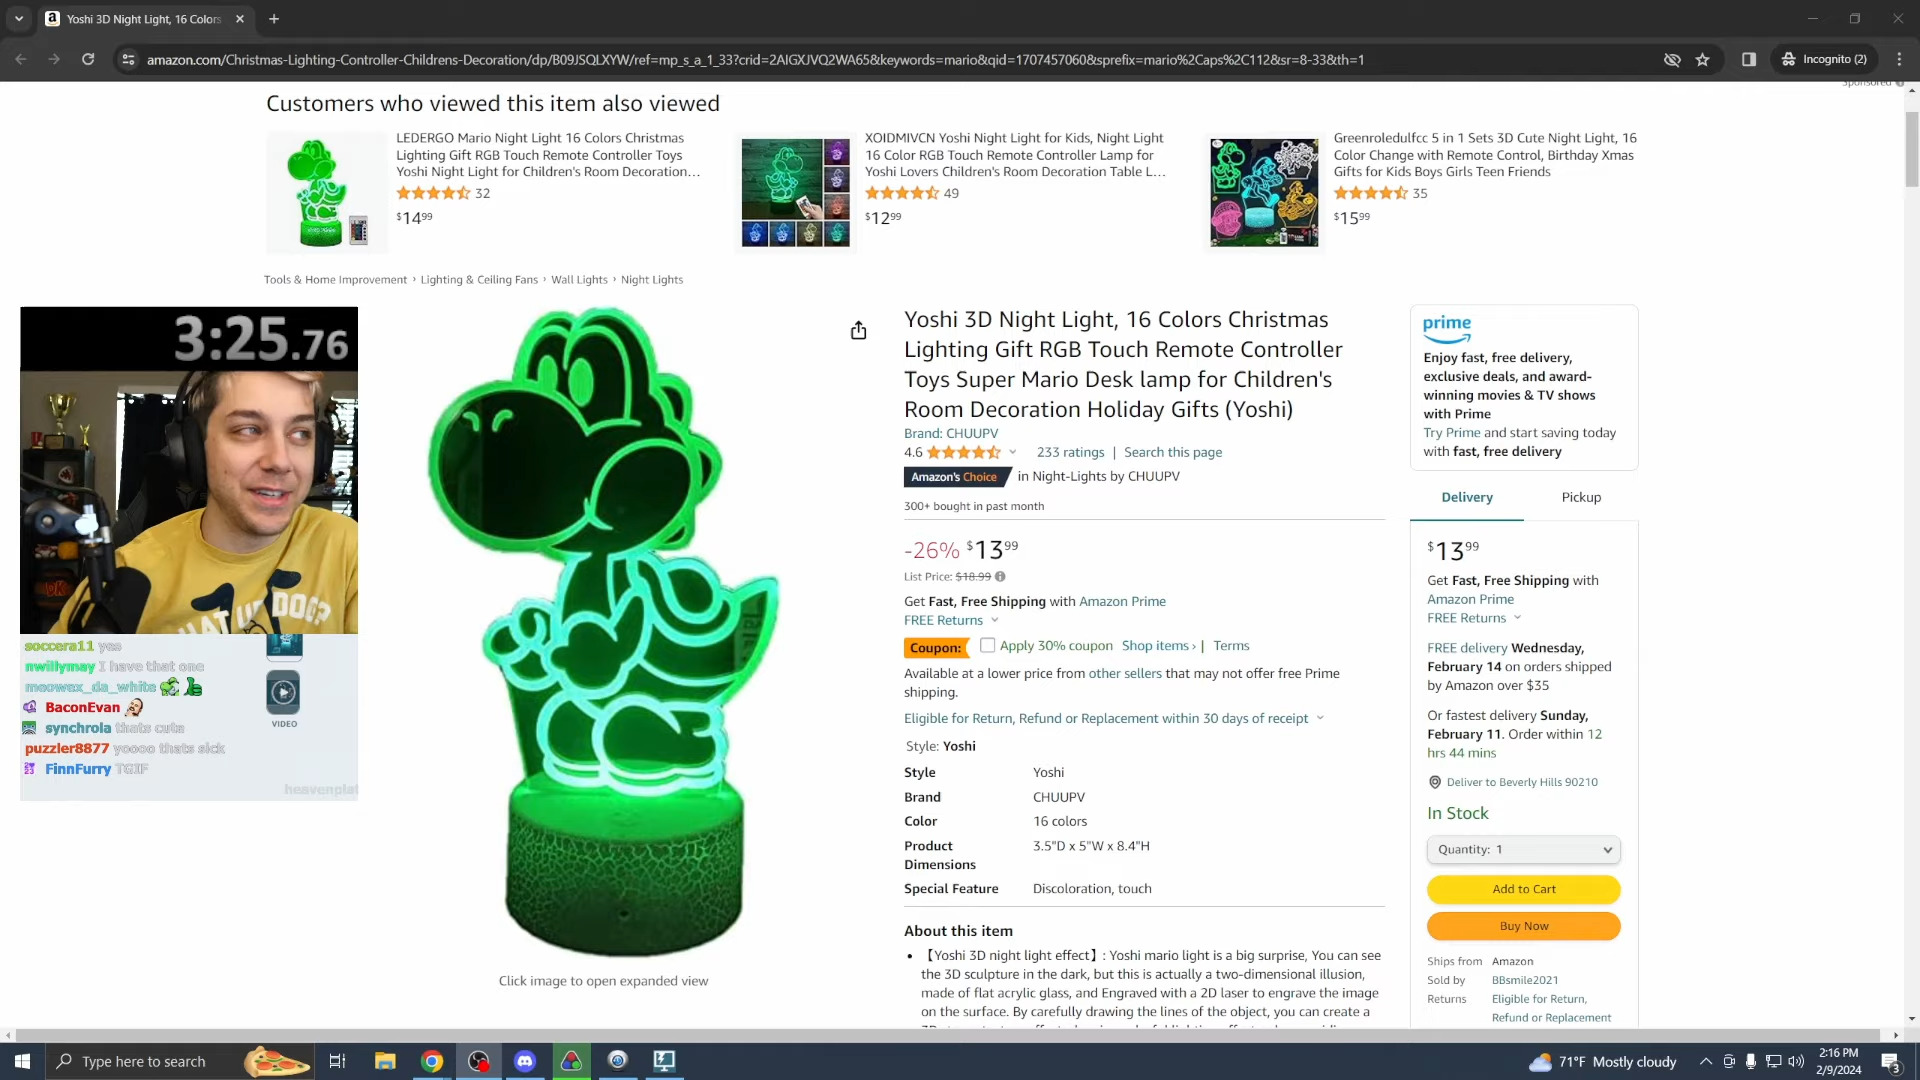 Yoshi 3D Night Light, 16 Colors
amazon.com/Christmas-Lighting-Controller-Childrens-Decoration/dp/B09JSQLXYW/ref=mp_s_a_1_33?crid=2AIGXJVQ2WA65&keywords=mario&qid=1707457060&sprefix=mario%2Caps%2C112&sr=8-33&th=1
Incognito (2)
Sponsored
Customers who viewed this item also viewed
LEDERGO Mario Night Light 16 Colors Christmas
Lighting Gift RGB Touch Remote Controller Toys
Yoshi Night Light for Children's Room Decoration…
32
$14⁹⁹
XOIDMIVCN Yoshi Night Light for Kids, Night Light
16 Color RGB Touch Remote Controller Lamp for
Yoshi Lovers Children's Room Decoration Table L…
49
$12⁹⁹
Greenroledulfcc 5 in 1 Sets 3D Cute Night Light, 16
Color Change with Remote Control, Birthday Xmas
Gifts for Kids Boys Girls Teen Friends
35
$15⁹⁹
Tools & Home Improvement › Lighting & Ceiling Fans › Wall Lights › Night Lights
3:25.76
WHAT UP DOG?
soccera11 yes
nwillymay I have that one
meowex_da_white
BaconEvan
synchrola thats cute
puzzler8877 yoooo thats sick
FinnFurry TGIF
VIDEO
Click image to open expanded view
Yoshi 3D Night Light, 16 Colors Christmas
Lighting Gift RGB Touch Remote Controller
Toys Super Mario Desk lamp for Children's
Room Decoration Holiday Gifts (Yoshi)
Brand: CHUUPV
4.6 233 ratings | Search this page
Amazon's Choice in Night-Lights by CHUUPV
300+ bought in past month
-26% $13⁹⁹
List Price: $18.99
Get Fast, Free Shipping with Amazon Prime
FREE Returns
Coupon: Apply 30% coupon Shop items › | Terms
Available at a lower price from other sellers that may not offer free Prime
shipping.
Eligible for Return, Refund or Replacement within 30 days of receipt
Style: Yoshi
Style Yoshi
Brand CHUUPV
Color 16 colors
Product Dimensions 3.5"D x 5"W x 8.4"H
Special Feature Discoloration, touch
About this item
• 【Yoshi 3D night light effect】: Yoshi mario light is a big surprise, You can see
the 3D sculpture in the dark, but this is actually a two-dimensional illusion,
made of flat acrylic glass, and Engraved with a 2D laser to engrave the image
on the surface. By carefully drawing the lines of the object, you can create a
prime
Enjoy fast, free delivery,
exclusive deals, and award-
winning movies & TV shows
with Prime
Try Prime and start saving today
with fast, free delivery
Delivery Pickup
$13⁹⁹
Get Fast, Free Shipping with
Amazon Prime
FREE Returns
FREE delivery Wednesday,
February 14 on orders shipped
by Amazon over $35
Or fastest delivery Sunday,
February 11. Order within 12
hrs 44 mins
Deliver to Beverly Hills 90210
In Stock
Quantity: 1
Add to Cart
Buy Now
Ships from Amazon
Sold by BBsmile2021
Returns Eligible for Return,
Refund or Replacement
Type here to search
71°F Mostly cloudy
2:16 PM
2/9/2024
3